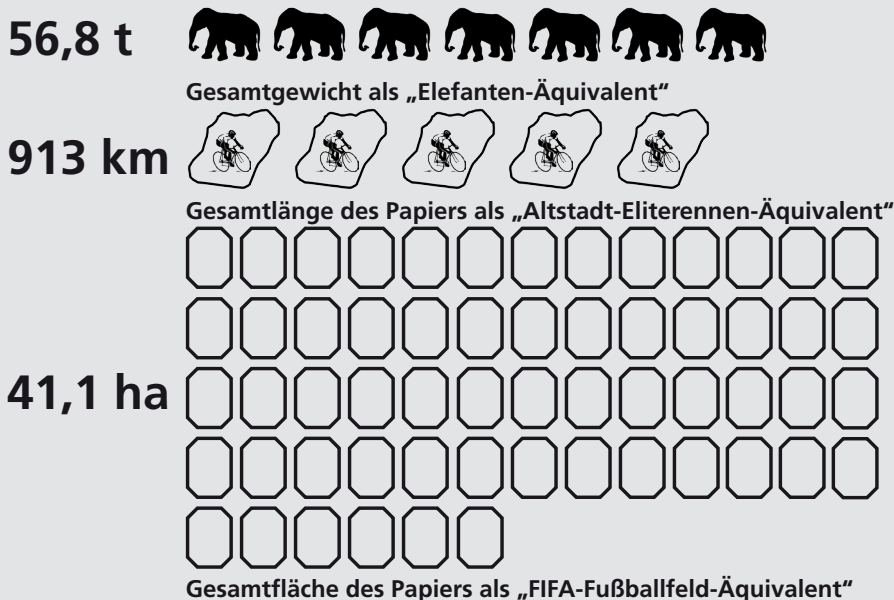 56,8 t
Gesamtgewicht als „Elefanten-Äquivalent“
913 km
Gesamtlänge des Papiers als „Altstadt-Eliterennen-Äquivalent“
41,1 ha
Gesamtfläche des Papiers als „FIFA-Fußballfeld-Äquivalent“